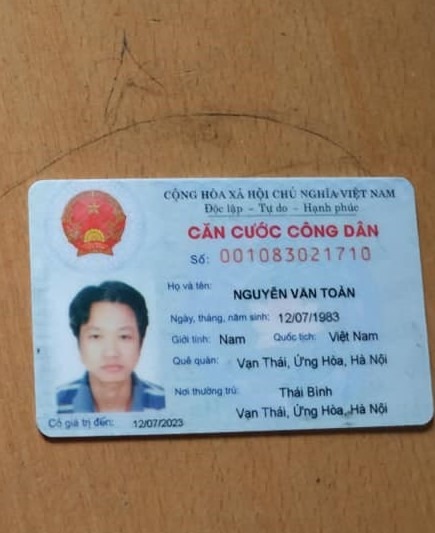 CỘNG HÒA XÃ HỘI CHỦ NGHĨA VIỆT NAM
Độc lập - Tự do - Hạnh phúc
CĂN CƯỚC CÔNG DÂN
Số: 001083021710
Họ và tên:
NGUYỄN VĂN TOẢN
Ngày, tháng, năm sinh: 12/07/1983
Giới tính: Nam Quốc tịch: Việt Nam
Quê quán: Vạn Thái, Ứng Hòa, Hà Nội
Nơi thường trú: Thái Bình
Vạn Thái, Ứng Hòa, Hà Nội
Có giá trị đến: 12/07/2023